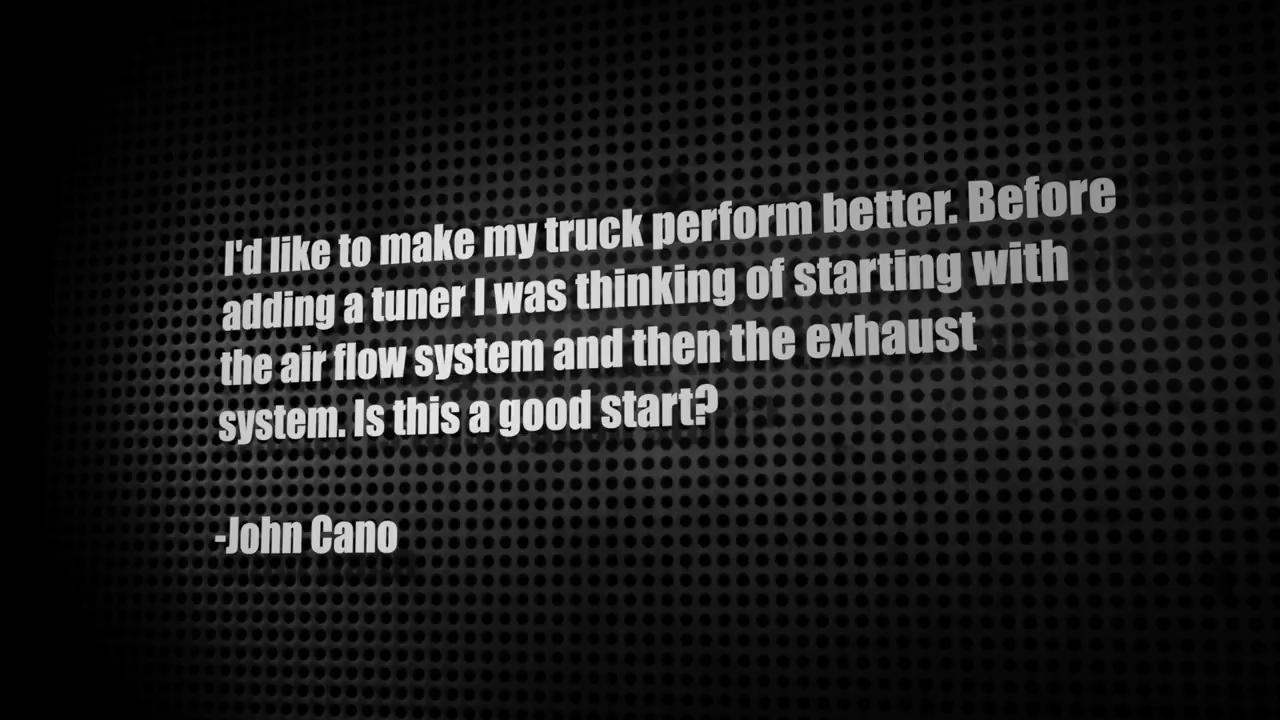 I'd like to make my truck perform better. Before
adding a tuner I was thinking of starting with
the air flow system and then the exhaust
system. Is this a good start?
-John Cano